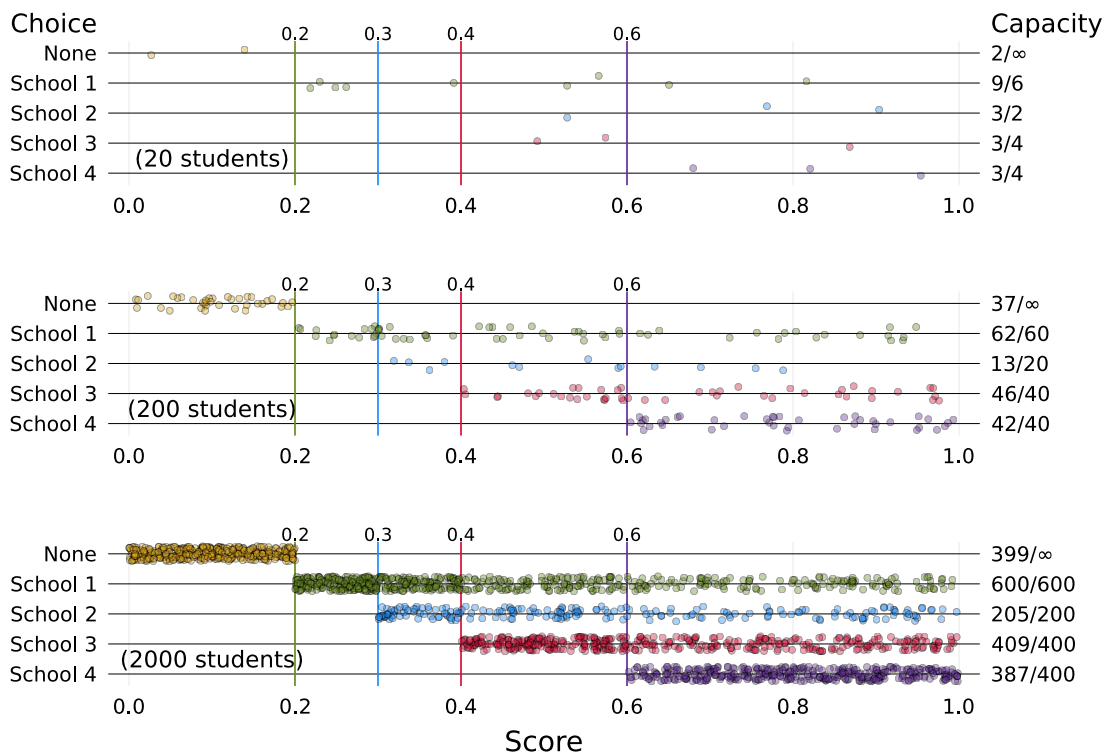 Choice Capacity
0.2 0.3 0.4 0.6
None 2/∞
School 1 9/6
School 2 3/2
School 3 3/4
(20 students)
School 4 3/4
0.0 0.2 0.4 0.6 0.8 1.0
0.2 0.3 0.4 0.6
None 37/∞
School 1 62/60
School 2 13/20
School 3 46/40
(200 students)
School 4 42/40
0.0 0.2 0.4 0.6 0.8 1.0
0.2 0.3 0.4 0.6
None 399/∞
School 1 600/600
School 2 205/200
School 3 409/400
(2000 students)
School 4 387/400
0.0 0.2 0.4 0.6 0.8 1.0
Score